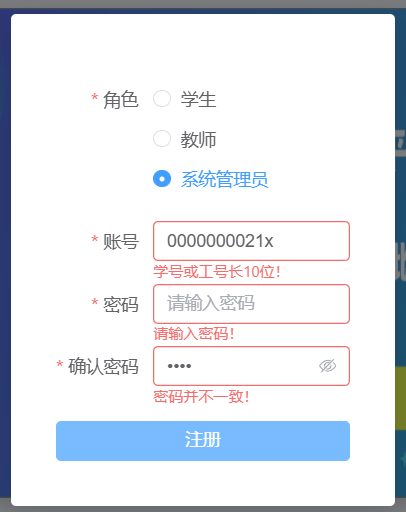 * 角色
学生
教师
系统管理员
* 账号
0000000021x
学号或工号长10位!
* 密码
请输入密码
请输入密码!
* 确认密码
••••
密码并不一致!
注册